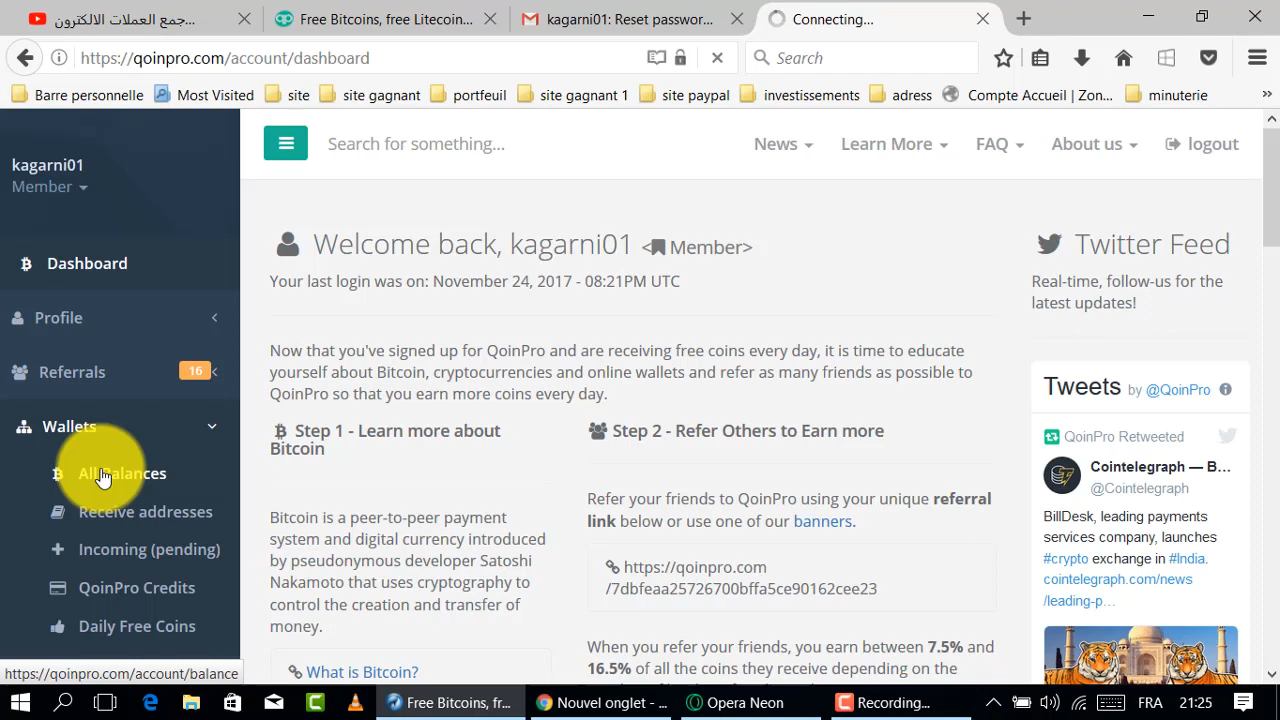 جمع العملات الالكترون...
Free Bitcoins, free Litecoin...
kagarni01: Reset passwor...
Connecting...
https://qoinpro.com/account/dashboard
Search
Barre personnelle
Most Visited
site
site gagnant
portfeuil
site gagnant 1
site paypal
investissements
adress
Compte Accueil | Zon...
minuterie
kagarni01
Member
Search for something...
News
Learn More
FAQ
About us
logout
Dashboard
Profile
Referrals
16
Wallets
All Balances
Receive addresses
Incoming (pending)
QoinPro Credits
Daily Free Coins
https://qoinpro.com/account/balance
Welcome back, kagarni01 < Member>
Your last login was on: November 24, 2017 - 08:21PM UTC
Now that you've signed up for QoinPro and are receiving free coins every day, it is time to educate
yourself about Bitcoin, cryptocurrencies and online wallets and refer as many friends as possible to
QoinPro so that you earn more coins every day.
Step 1 - Learn more about
Bitcoin
Bitcoin is a peer-to-peer payment
system and digital currency introduced
by pseudonymous developer Satoshi
Nakamoto that uses cryptography to
control the creation and transfer of
money.
What is Bitcoin?
Step 2 - Refer Others to Earn more
Refer your friends to QoinPro using your unique referral
link below or use one of our banners.
https://qoinpro.com
/7dbfeaa25726700bffa5ce90162cee23
When you refer your friends, you earn between 7.5% and
16.5% of all the coins they receive depending on the
Twitter Feed
Real-time, follow-us for the
latest updates!
Tweets by @QoinPro
QoinPro Retweeted
Cointelegraph — B...
@Cointelegraph
BillDesk, leading payments
services company, launches
#crypto exchange in #India.
cointelegraph.com/news
/leading-p...
Free Bitcoins, fr...
Nouvel onglet - ...
Opera Neon
Recording...
FRA
21:25